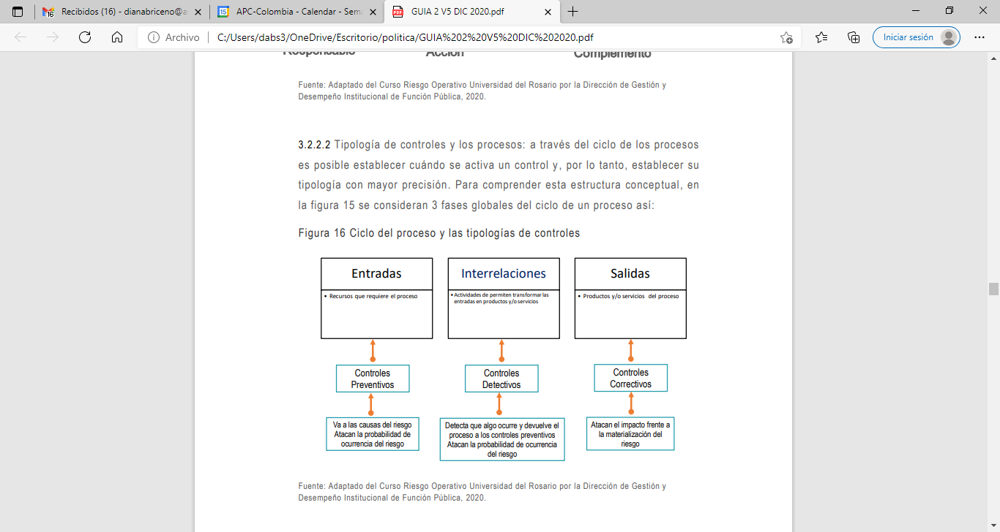 Recibidos (16) - dianabriceno@a
APC-Colombia - Calendar - Sema
GUIA 2 V5 DIC 2020.pdf
Archivo
C:/Users/dabs3/OneDrive/Escritorio/politica/GUIA%202%20V5%20DIC%202020.pdf
Iniciar sesión
Responsable Acción Complemento
Fuente: Adaptado del Curso Riesgo Operativo Universidad del Rosario por la Dirección de Gestión y
Desempeño Institucional de Función Pública, 2020.
3.2.2.2 Tipología de controles y los procesos: a través del ciclo de los procesos
es posible establecer cuándo se activa un control y, por lo tanto, establecer su
tipología con mayor precisión. Para comprender esta estructura conceptual, en
la figura 15 se consideran 3 fases globales del ciclo de un proceso así:
Figura 16 Ciclo del proceso y las tipologías de controles
Entradas
• Recursos que requiere el proceso
Interrelaciones
• Actividades de permiten transformar las
entradas en productos y/o servicios
Salidas
• Productos y/o servicios del proceso
Controles
Preventivos
Controles
Detectivos
Controles
Correctivos
Va a las causas del riesgo
Atacan la probabilidad de
ocurrencia del riesgo
Detecta que algo ocurre y devuelve el
proceso a los controles preventivos
Atacan la probabilidad de ocurrencia
del riesgo
Atacan el impacto frente a
la materialización del
riesgo
Fuente: Adaptado del Curso Riesgo Operativo Universidad del Rosario por la Dirección de Gestión y
Desempeño Institucional de Función Pública, 2020.